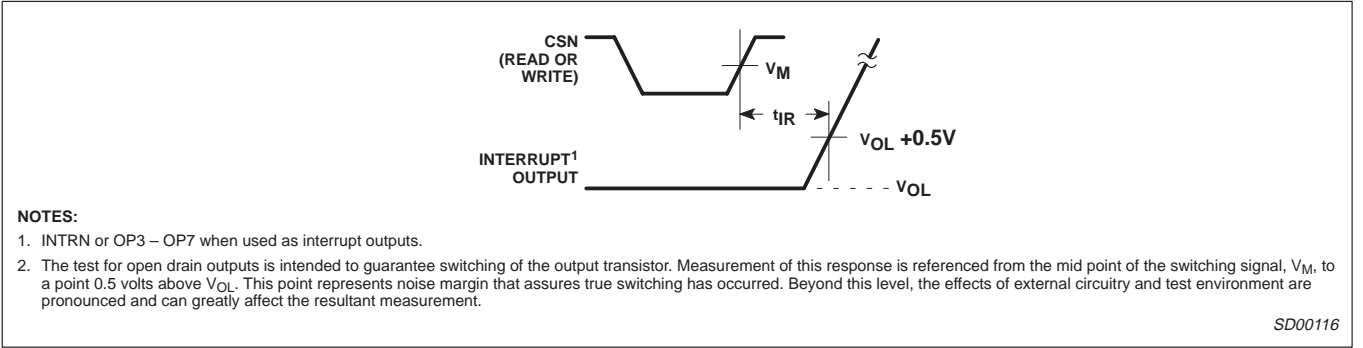 CSN
(READ OR
WRITE)
VM
tIR
VOL +0.5V
INTERRUPT1
OUTPUT
VOL
NOTES:
1. INTRN or OP3 – OP7 when used as interrupt outputs.
2. The test for open drain outputs is intended to guarantee switching of the output transistor. Measurement of this response is referenced from the mid point of the switching signal, VM, to
a point 0.5 volts above VOL. This point represents noise margin that assures true switching has occurred. Beyond this level, the effects of external circuitry and test environment are
pronounced and can greatly affect the resultant measurement.
SD00116